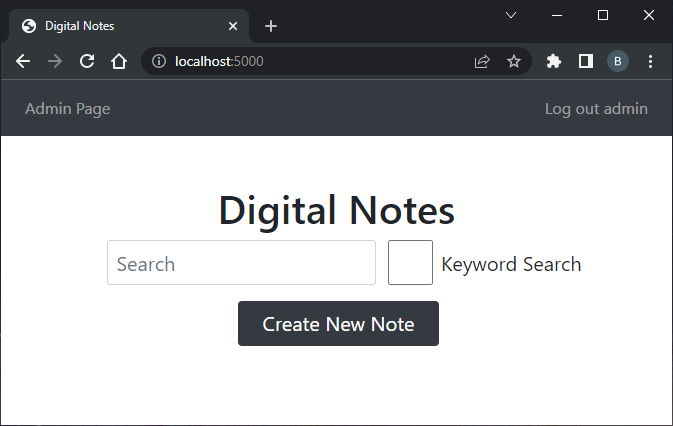 Digital Notes
localhost:5000
B
Admin Page
Log out admin
Digital Notes
Search
Keyword Search
Create New Note